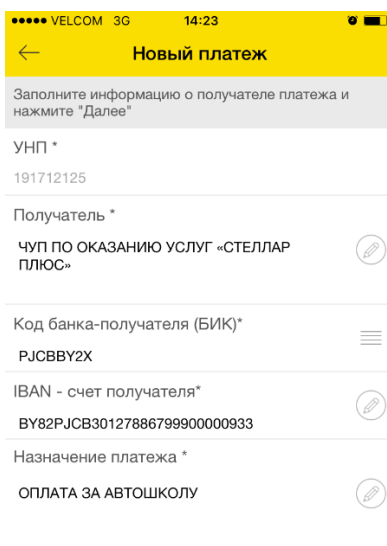 VELCOM 3G 14:23
Новый платеж
Заполните информацию о получателе платежа и
нажмите "Далее"
УНП *
191712125
Получатель *
ЧУП ПО ОКАЗАНИЮ УСЛУГ «СТЕЛЛАР
ПЛЮС»
Код банка-получателя (БИК)*
PJCBBY2X
IBAN - счет получателя*
BY82PJCB30127886799900000933
Назначение платежа *
ОПЛАТА ЗА АВТОШКОЛУ